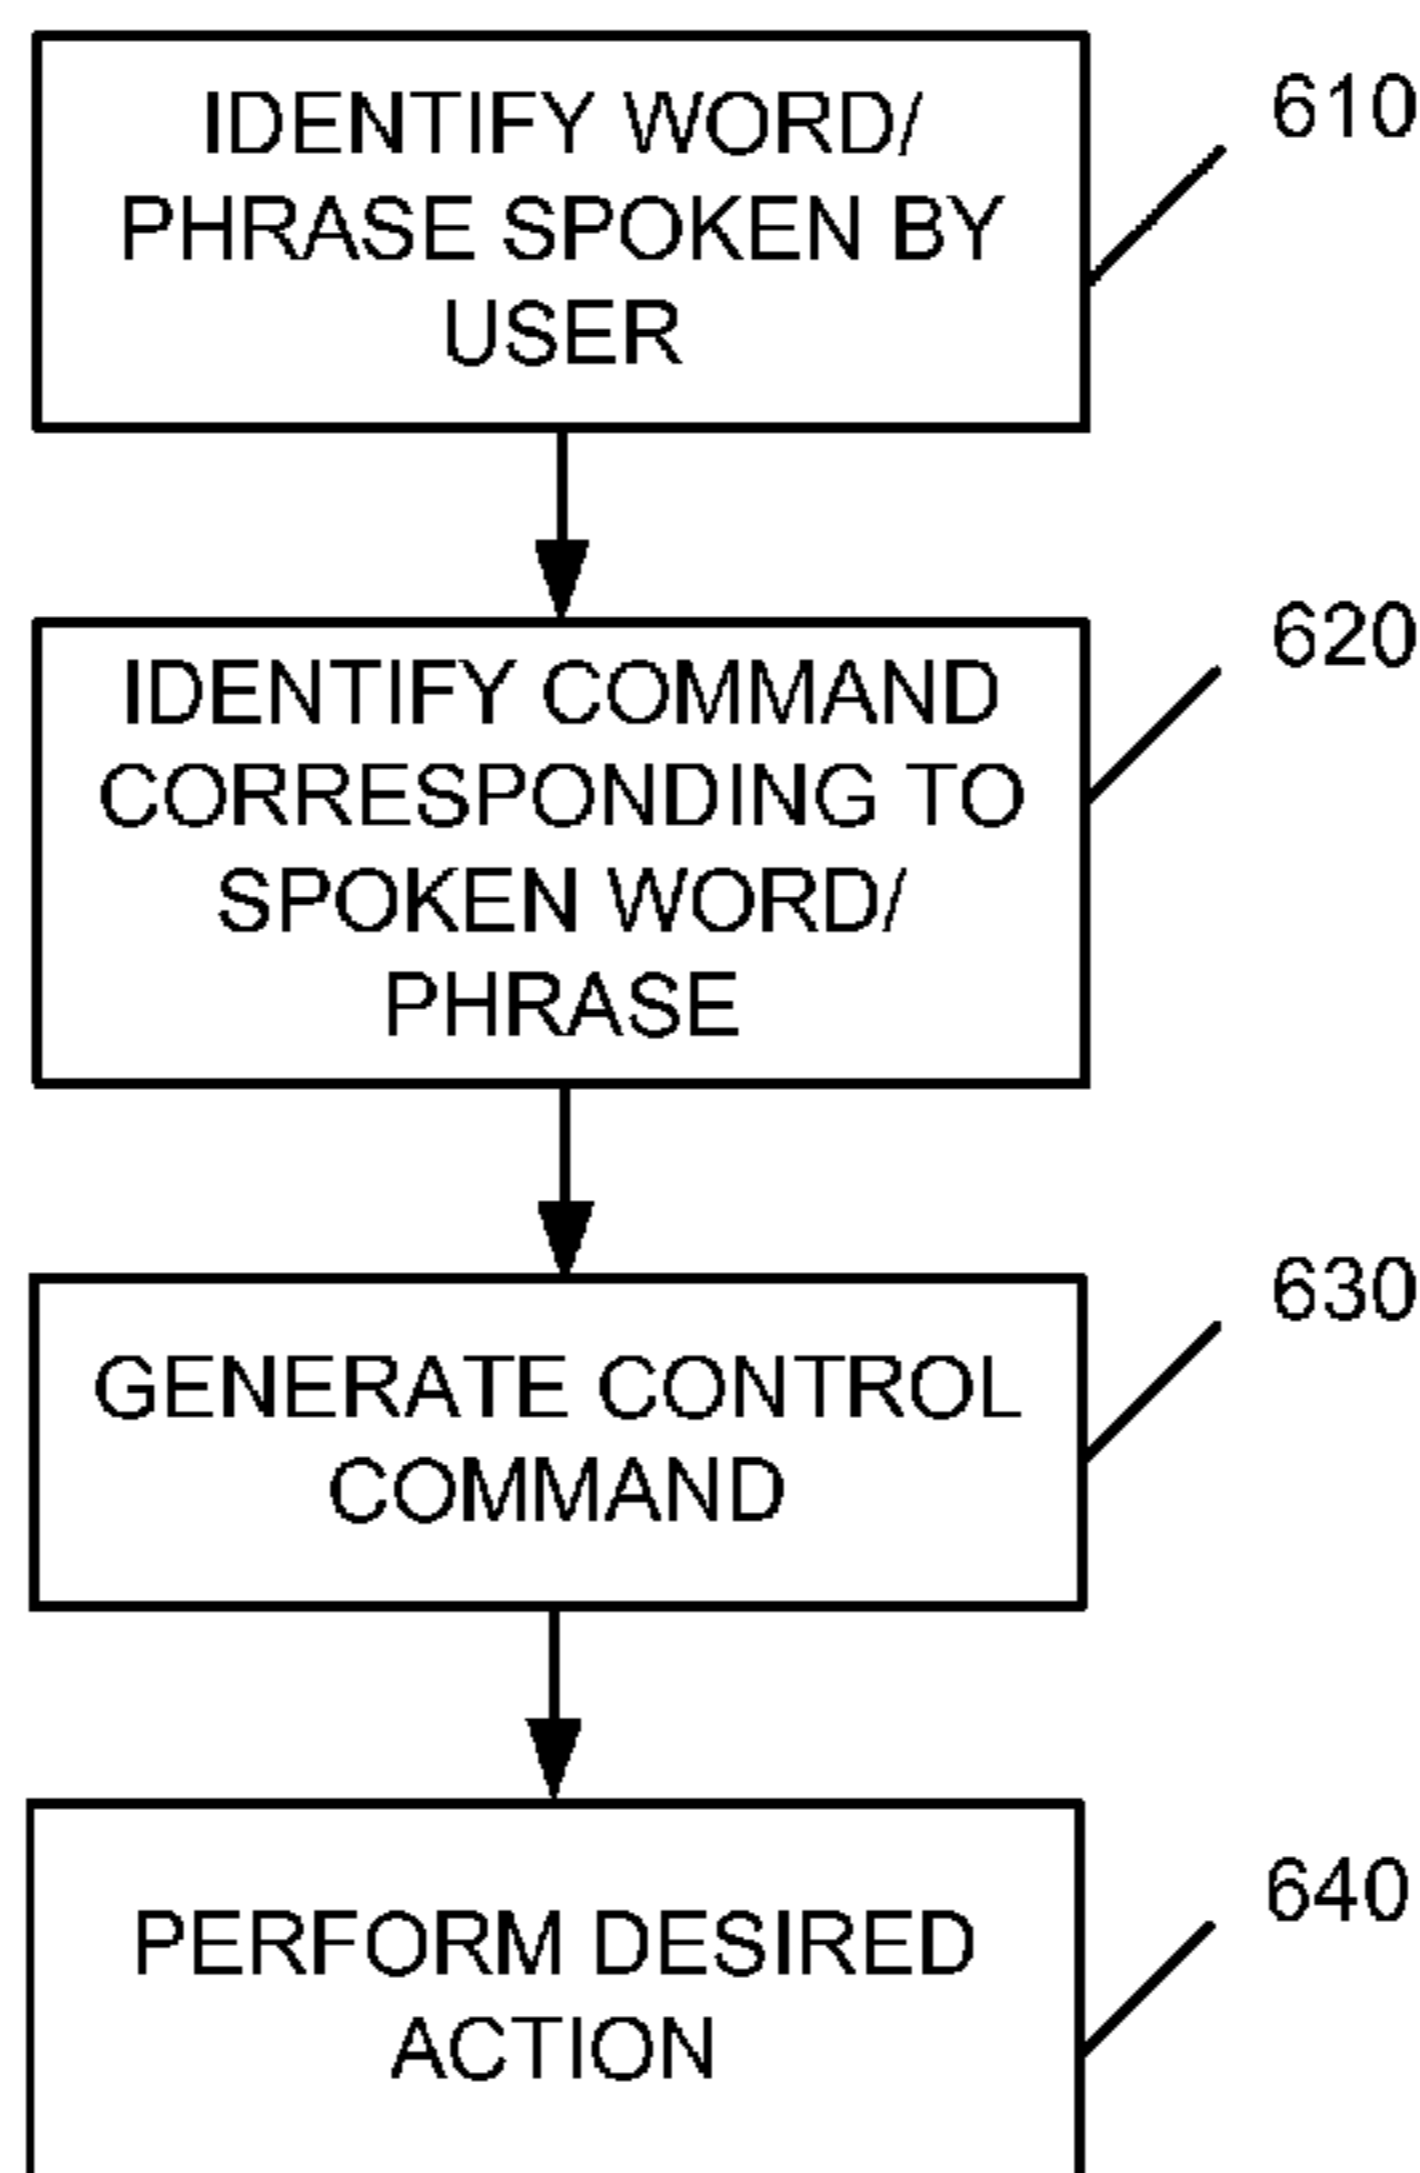 IDENTIFY WORD/
PHRASE SPOKEN BY
USER
610
IDENTIFY COMMAND
CORRESPONDING TO
SPOKEN WORD/
PHRASE
620
GENERATE CONTROL
COMMAND
630
PERFORM DESIRED
ACTION
640